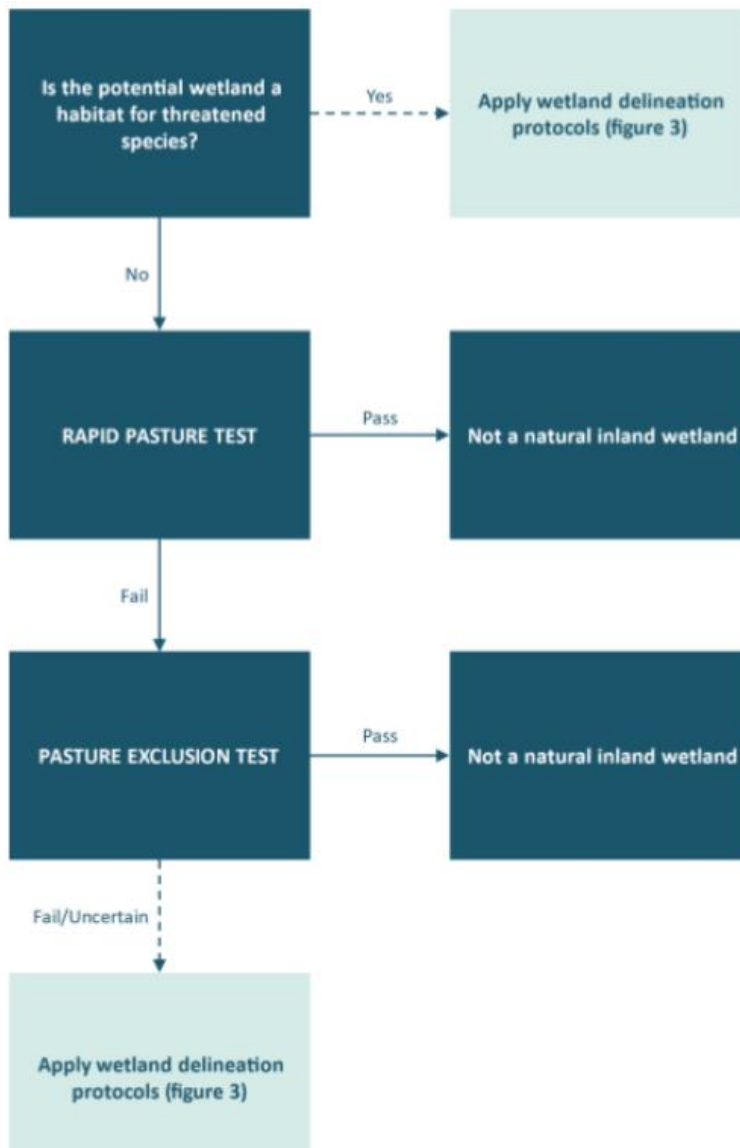 Is the potential wetland a
habitat for threatened
species?
Yes
Apply wetland delineation
protocols (figure 3)
No
RAPID PASTURE TEST
Pass
Not a natural inland wetland
Fail
PASTURE EXCLUSION TEST
Pass
Not a natural inland wetland
Fail/Uncertain
Apply wetland delineation
protocols (figure 3)